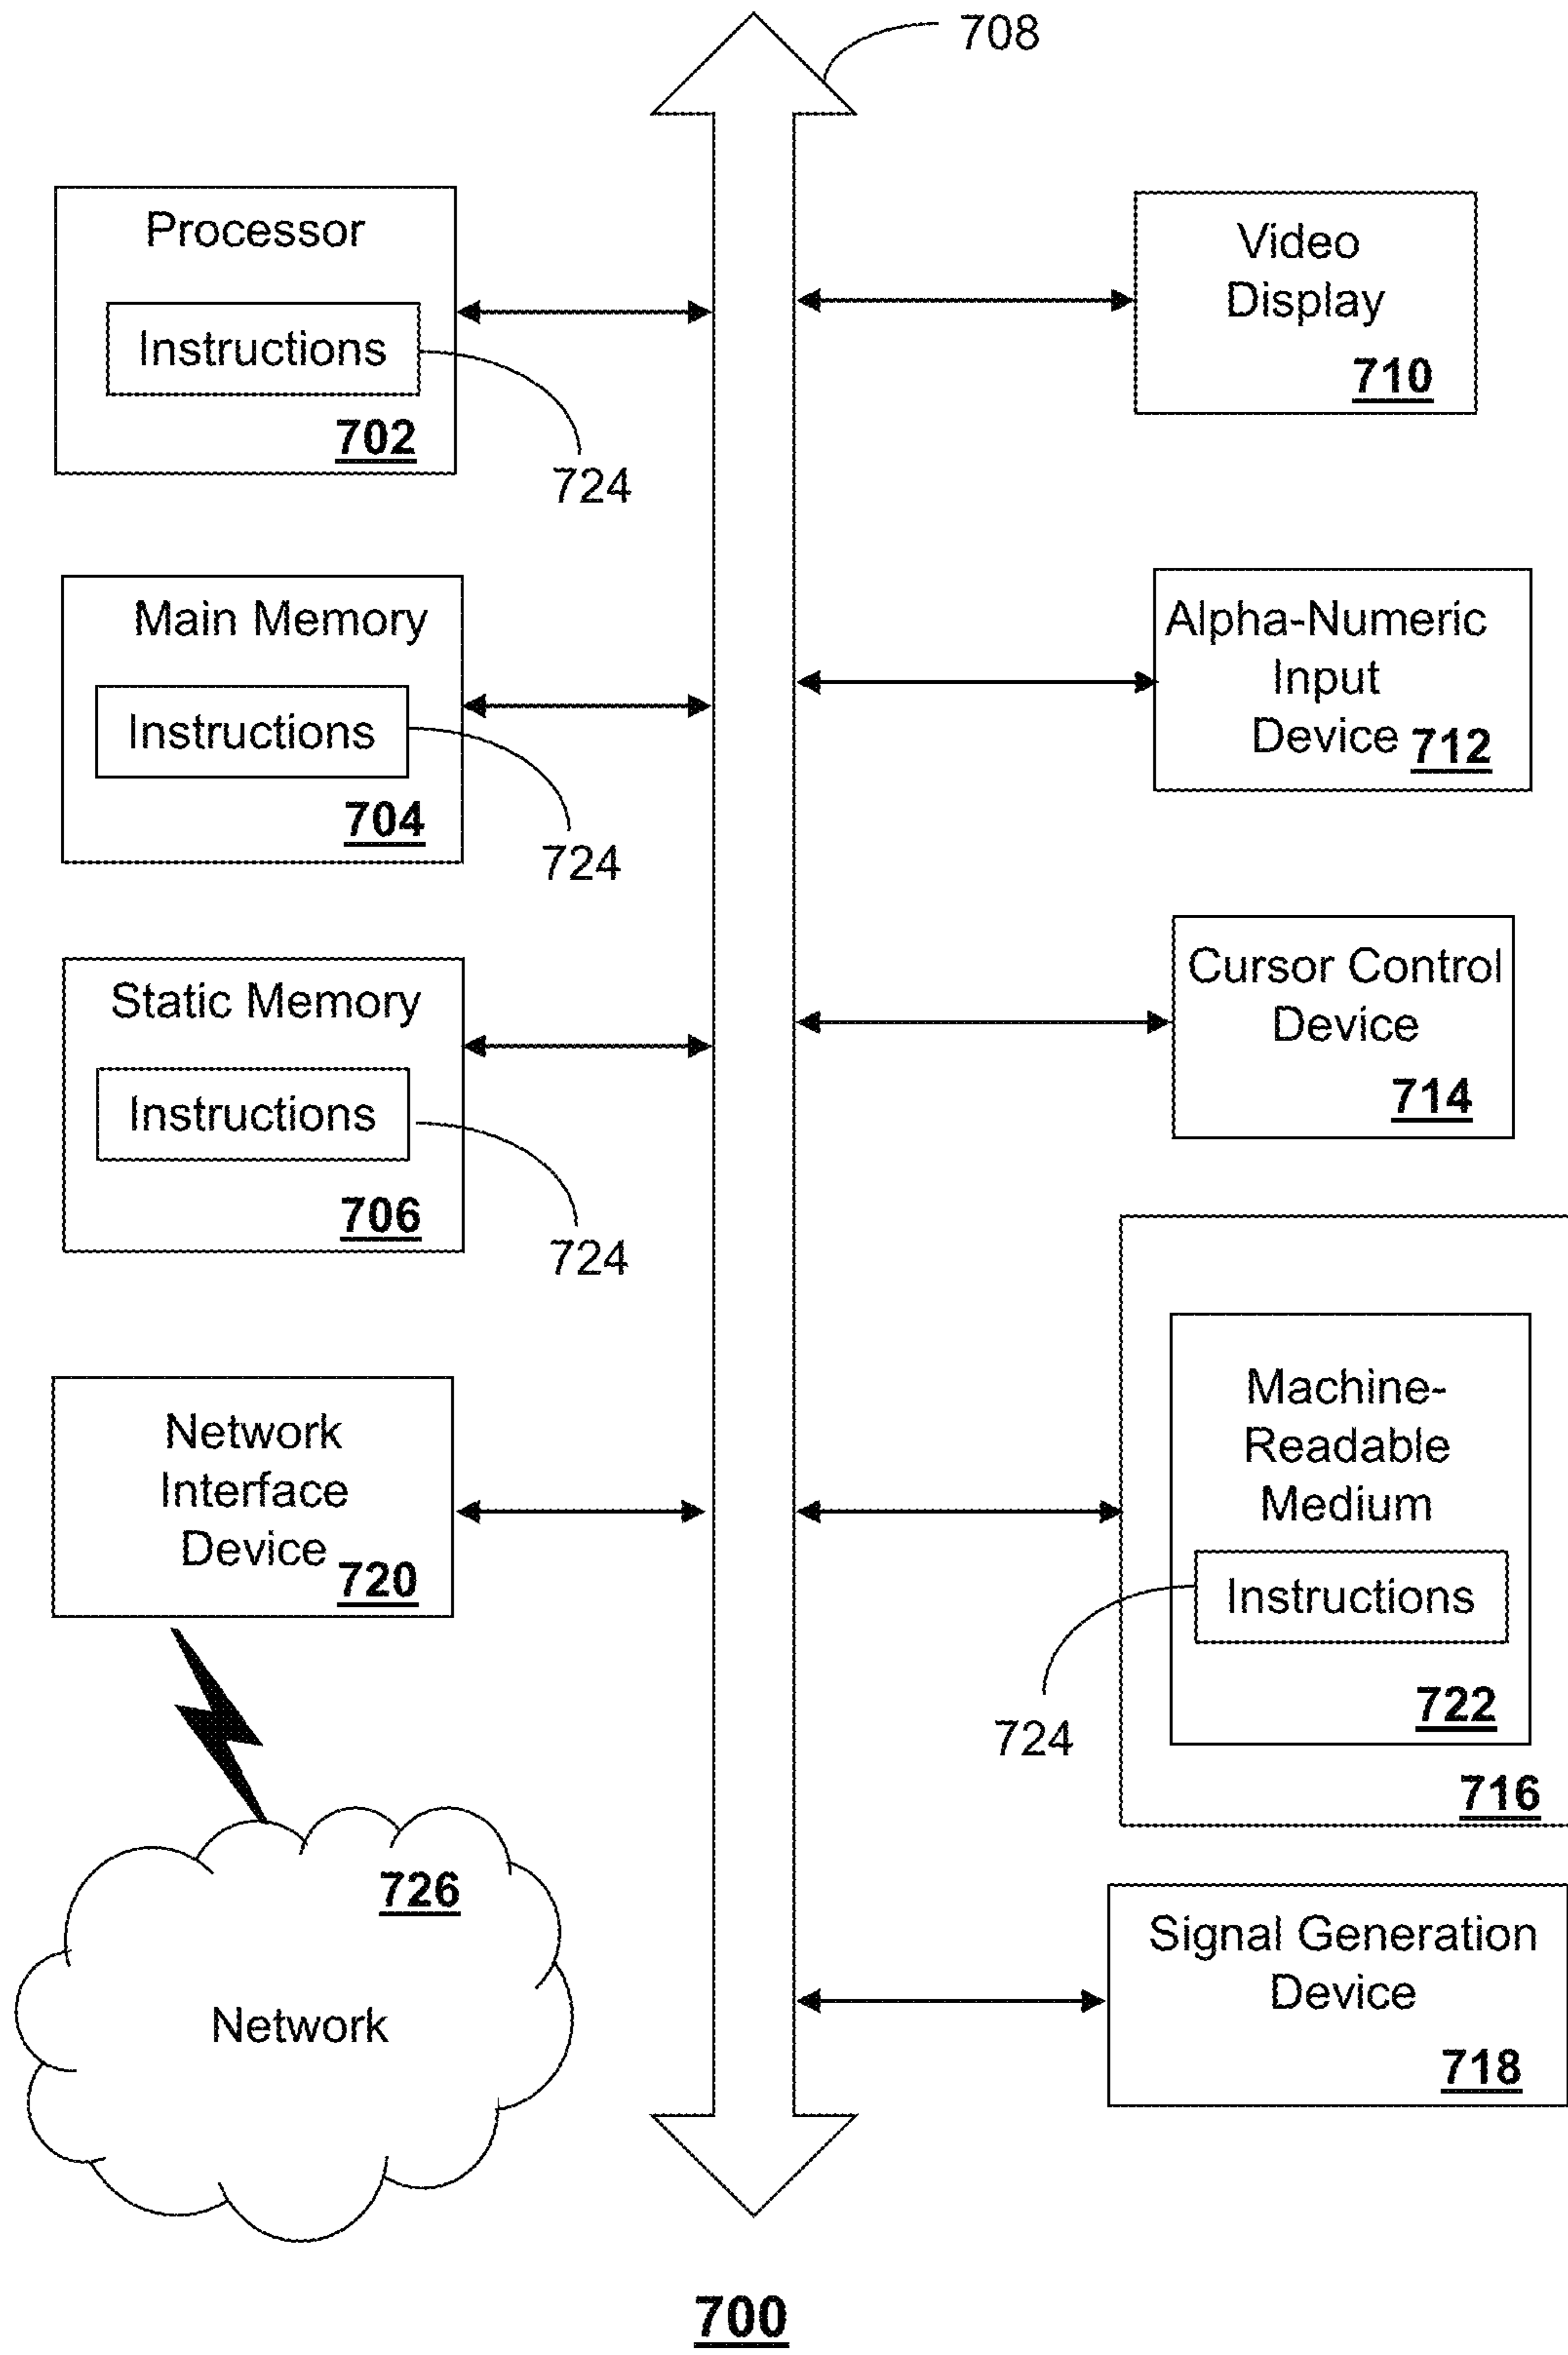 708
Processor
Instructions
702
724
Main Memory
Instructions
704
724
Static Memory
Instructions
706
724
Network
Interface
Device
720
726
Network
Video
Display
710
Alpha-Numeric
Input
Device 712
Cursor Control
Device
714
Machine-
Readable
Medium
Instructions
722
724
716
Signal Generation
Device
718
700